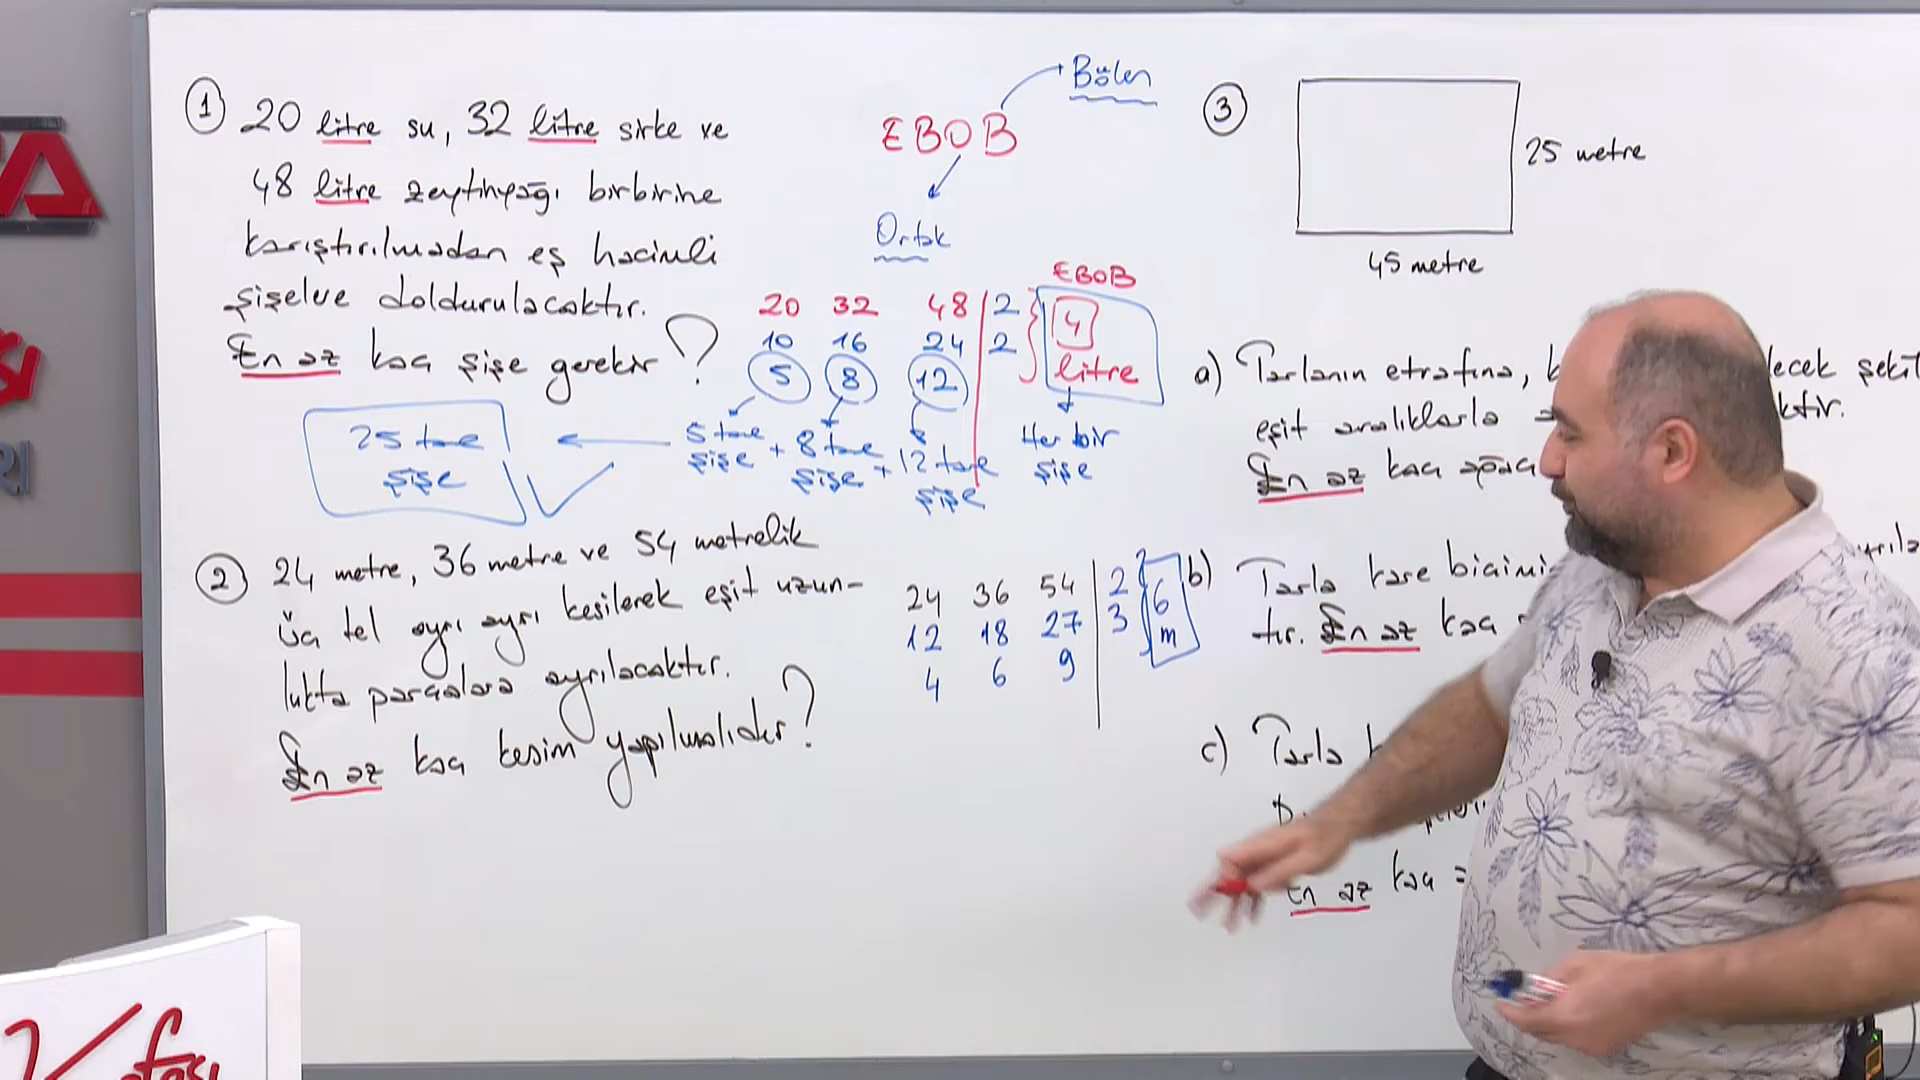 1 20 litre su, 32 litre sirke ve
48 litre zeytinyağı birbirine
karıştırılmadan eş hacimli
şişelere doldurulacaktır.
En az kaç şişe gerekir?
25 tane
şişe
EBOB
Bölen
Ortak
20 32 48 2
10 16 24 2
5 8 12
EBOB
4
litre
Her bir
şişe
5 tane
şişe
+ 8 tane
şişe
+ 12 tane
şişe
2 24 metre, 36 metre ve 54 metrelik
üç tel ayrı ayrı kesilerek eşit uzun-
lukta parçalara ayrılacaktır.
En az kaç kesim yapılmalıdır?
24 36 54 2
12 18 27 3
4 6 9
6
m
3
25 metre
45 metre
a) Tarlanın etrafına,
eşit aralıklarla
En az kaç
b) Tarla kare biçimi
tır. En az kaç
c) Tarla
En az kaç